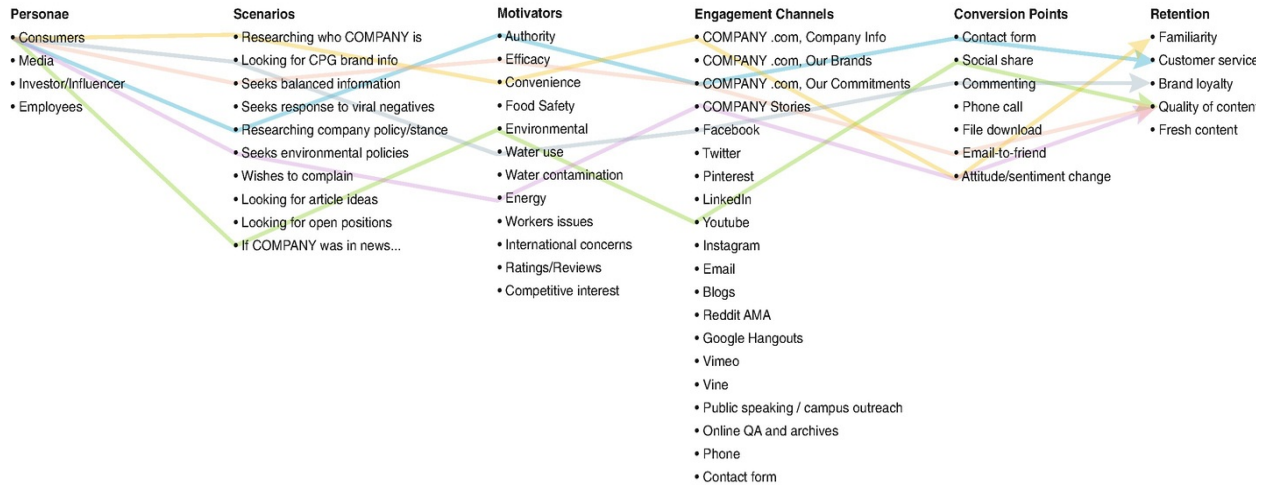 Personae
• Consumers
• Media
• Investor/Influencer
• Employees
Scenarios
• Researching who COMPANY is
• Looking for CPG brand info
• Seeks balanced information
• Seeks response to viral negatives
• Researching company policy/stance
• Seeks environmental policies
• Wishes to complain
• Looking for article ideas
• Looking for open positions
• If COMPANY was in news...
Motivators
• Authority
• Efficacy
• Convenience
• Food Safety
• Environmental
• Water use
• Water contamination
• Energy
• Workers issues
• International concerns
• Ratings/Reviews
• Competitive interest
Engagement Channels
• COMPANY .com, Company Info
• COMPANY .com, Our Brands
• COMPANY .com, Our Commitments
• COMPANY Stories
• Facebook
• Twitter
• Pinterest
• LinkedIn
• Youtube
• Instagram
• Email
• Blogs
• Reddit AMA
• Google Hangouts
• Vimeo
• Vine
• Public speaking / campus outreach
• Online QA and archives
• Phone
• Contact form
Conversion Points
• Contact form
• Social share
• Commenting
• Phone call
• File download
• Email-to-friend
• Attitude/sentiment change
Retention
• Familiarity
• Customer service
• Brand loyalty
• Quality of conten
• Fresh content